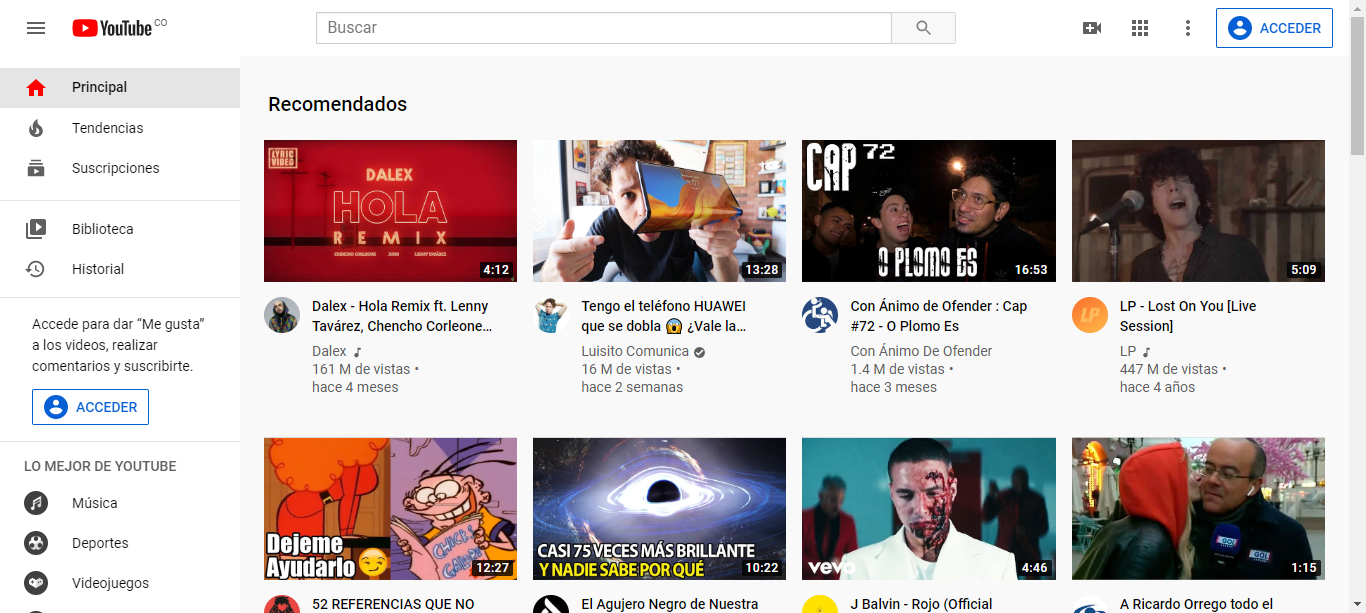 YouTube CO
Buscar
ACCEDER
Principal
Tendencias
Suscripciones
Biblioteca
Historial
Accede para dar “Me gusta”
a los videos, realizar
comentarios y suscribirte.
ACCEDER
LO MEJOR DE YOUTUBE
Música
Deportes
Videojuegos
Recomendados
LYRIC
VIDEO
DALEX
HOLA
REMIX
CHENCHO CORLEONE JUHN LENNY TAVÁREZ
4:12
Dalex - Hola Remix ft. Lenny
Tavárez, Chencho Corleone...
Dalex
161 M de vistas •
hace 4 meses
13:28
Tengo el teléfono HUAWEI
que se dobla 😱 ¿Vale la...
Luisito Comunica
16 M de vistas •
hace 2 semanas
CAP 72
O PLOMO ES
16:53
Con Ánimo de Ofender : Cap
#72 - O Plomo Es
Con Ánimo De Ofender
1.4 M de vistas •
hace 3 meses
5:09
LP
LP - Lost On You [Live
Session]
LP
447 M de vistas •
hace 4 años
Dejeme
Ayudarlo
CHICKS
GALORE
12:27
52 REFERENCIAS QUE NO
CASI 75 VECES MÁS BRILLANTE
Y NADIE SABE POR QUÉ
10:22
El Agujero Negro de Nuestra
vevo
4:46
J Balvin - Rojo (Official
GOL
GOL
1:15
A Ricardo Orrego todo el